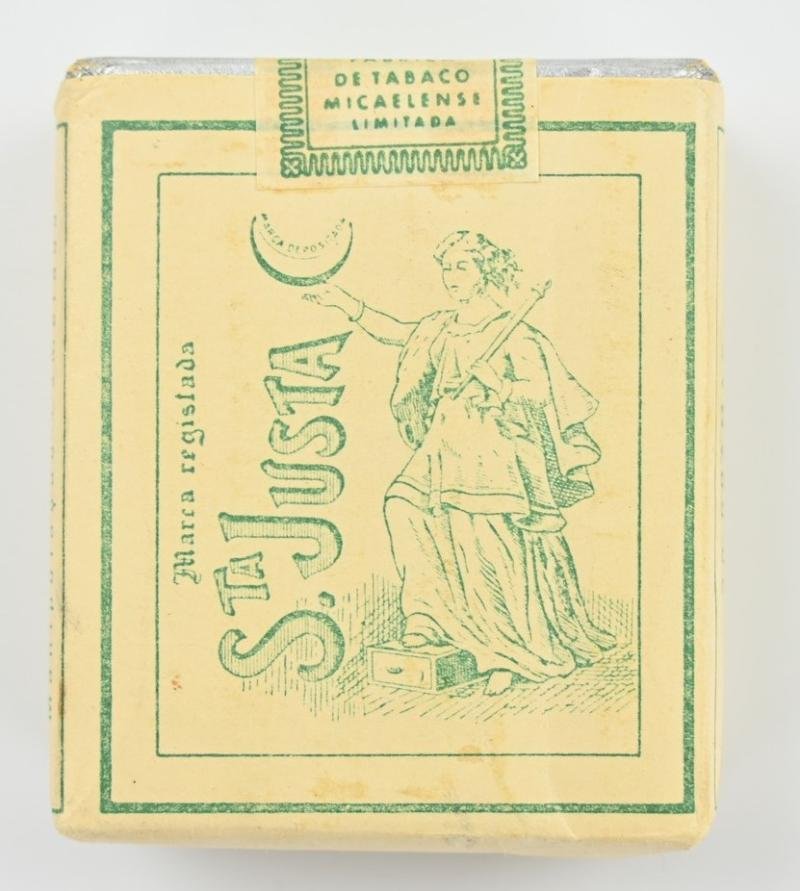 DE TABACO
MICAELENSE
LIMITADA
MARCA DEPOSITADA
Marca registada
S.TA JUSTA